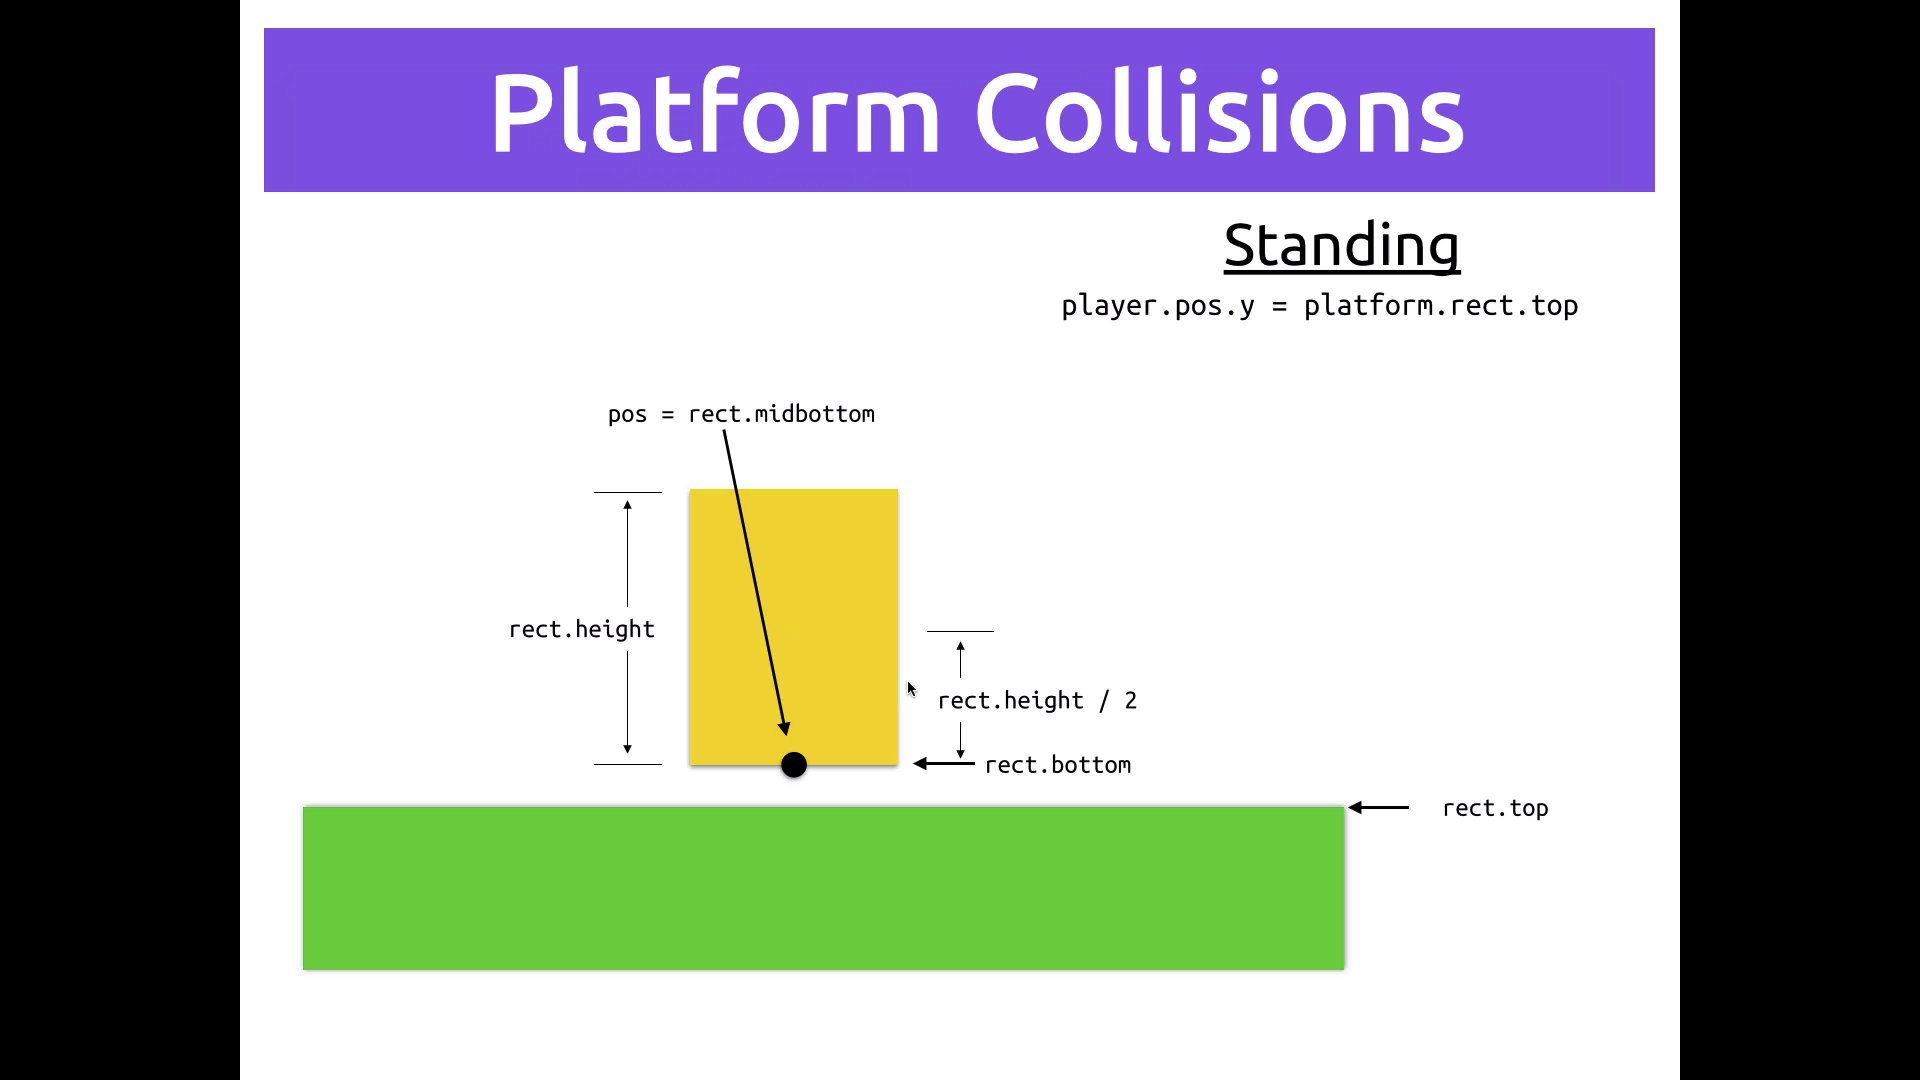 Platform Collisions
Standing
player.pos.y = platform.rect.top
pos = rect.midbottom
rect.height
rect.height / 2
rect.bottom
rect.top